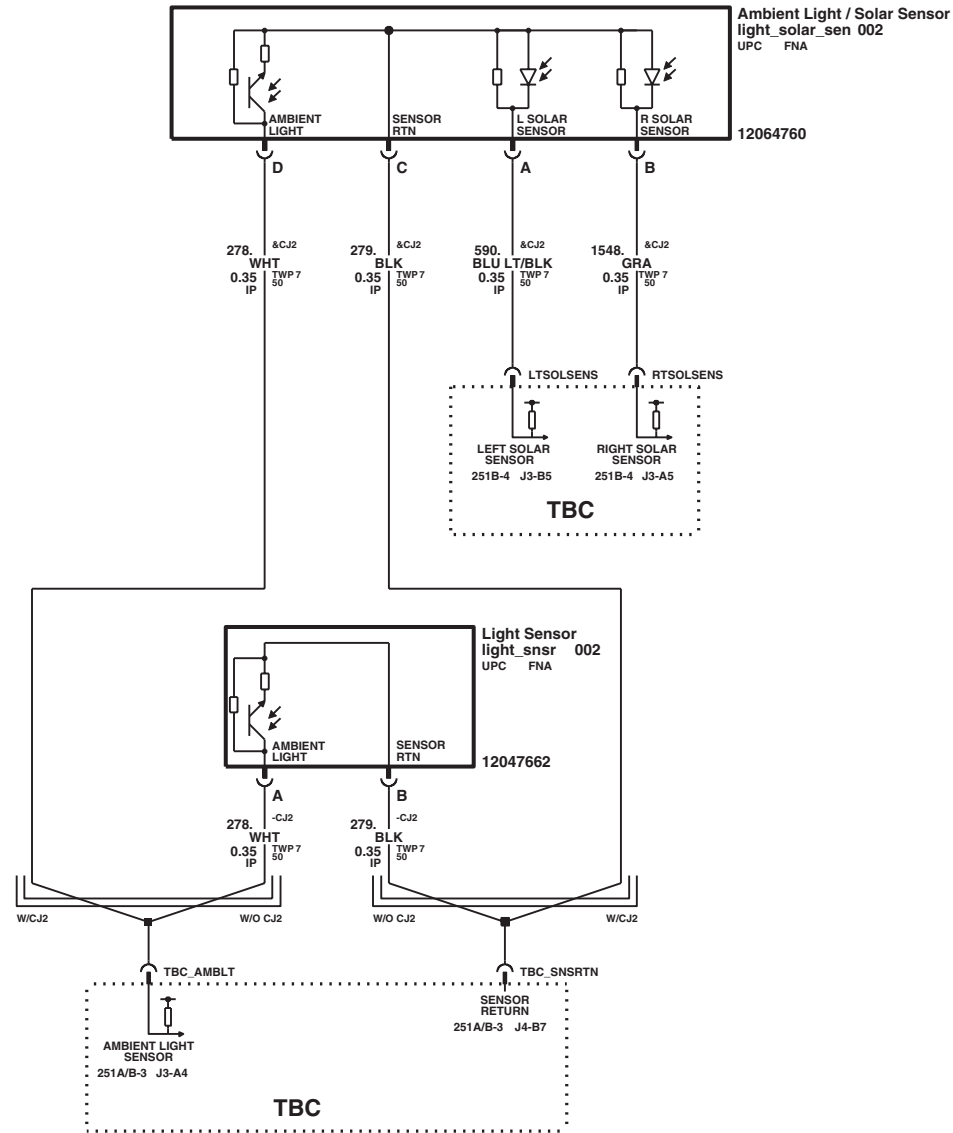 Ambient Light / Solar Sensor
light_solar_sen 002
UPC FNA
AMBIENT
LIGHT
SENSOR
RTN
L SOLAR
SENSOR
R SOLAR
SENSOR
12064760
D
C
A
B
278. &CJ2
WHT
0.35 TWP 7
IP 50
279. &CJ2
BLK
0.35 TWP 7
IP 50
590. &CJ2
BLU LT/BLK
0.35 TWP 7
IP 50
1548. &CJ2
GRA
0.35 TWP 7
IP 50
LTSOLSENS
RTSOLSENS
LEFT SOLAR
SENSOR
251B-4 J3-B5
RIGHT SOLAR
SENSOR
251B-4 J3-A5
TBC
Light Sensor
light_snsr 002
UPC FNA
AMBIENT
LIGHT
SENSOR
RTN
12047662
A
B
278. -CJ2
WHT
0.35 TWP 7
IP 50
279. -CJ2
BLK
0.35 TWP 7
IP 50
W/CJ2
W/O CJ2
W/O CJ2
W/CJ2
TBC_AMBLT
TBC_SNSRTN
SENSOR
RETURN
251A/B-3 J4-B7
AMBIENT LIGHT
SENSOR
251A/B-3 J3-A4
TBC